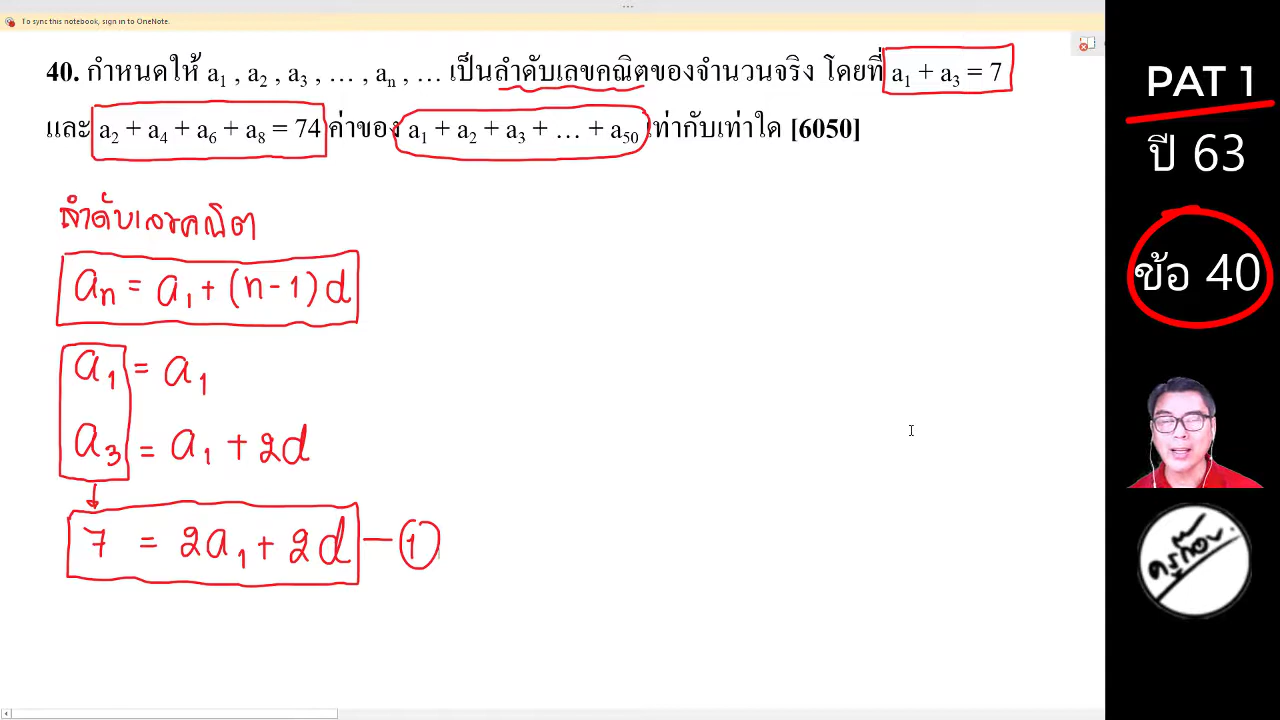 To sync this notebook, sign in to OneNote.
40. กำหนดให้ a₁ , a₂ , a₃ , … , aₙ , … เป็นลำดับเลขคณิตของจำนวนจริง โดยที่ a₁ + a₃ = 7
และ a₂ + a₄ + a₆ + a₈ = 74 ค่าของ a₁ + a₂ + a₃ + … + a₅₀ เท่ากับเท่าใด [6050]
ลำดับเลขคณิต
aₙ = a₁ + (n - 1) d
a₁ = a₁
a₃ = a₁ + 2d
7 = 2a₁ + 2d — ①
PAT 1
ปี 63
ข้อ 40
ครูก๊อบ.